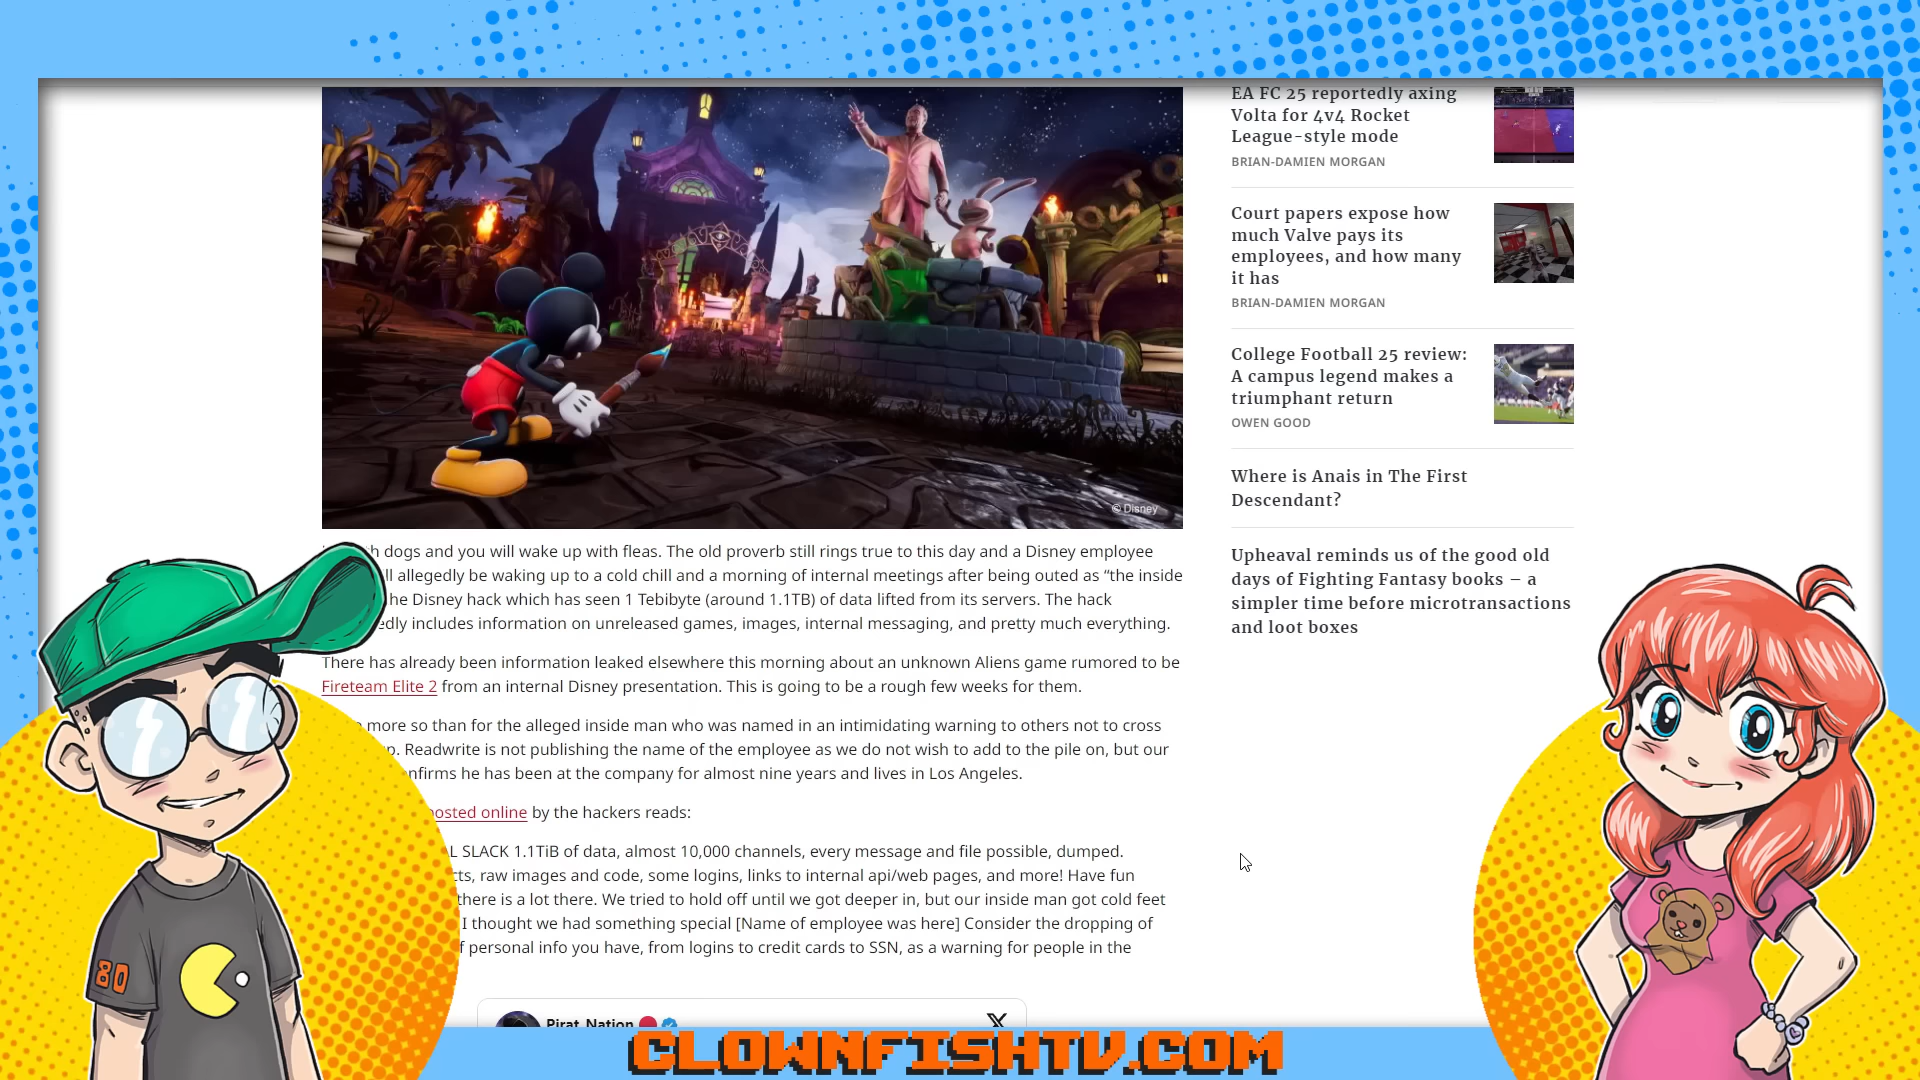 © Disney
h dogs and you will wake up with fleas. The old proverb still rings true to this day and a Disney employee
ll allegedly be waking up to a cold chill and a morning of internal meetings after being outed as “the inside
he Disney hack which has seen 1 Tebibyte (around 1.1TB) of data lifted from its servers. The hack
edly includes information on unreleased games, images, internal messaging, and pretty much everything.
There has already been information leaked elsewhere this morning about an unknown Aliens game rumored to be
Fireteam Elite 2 from an internal Disney presentation. This is going to be a rough few weeks for them.
more so than for the alleged inside man who was named in an intimidating warning to others not to cross
p. Readwrite is not publishing the name of the employee as we do not wish to add to the pile on, but our
nfirms he has been at the company for almost nine years and lives in Los Angeles.
osted online by the hackers reads:
L SLACK 1.1TiB of data, almost 10,000 channels, every message and file possible, dumped.
cts, raw images and code, some logins, links to internal api/web pages, and more! Have fun
there is a lot there. We tried to hold off until we got deeper in, but our inside man got cold feet
I thought we had something special [Name of employee was here] Consider the dropping of
f personal info you have, from logins to credit cards to SSN, as a warning for people in the
Pirat_Nation
EA FC 25 reportedly axing
Volta for 4v4 Rocket
League-style mode
BRIAN-DAMIEN MORGAN
Court papers expose how
much Valve pays its
employees, and how many
it has
BRIAN-DAMIEN MORGAN
College Football 25 review:
A campus legend makes a
triumphant return
OWEN GOOD
Where is Anais in The First
Descendant?
Upheaval reminds us of the good old
days of Fighting Fantasy books – a
simpler time before microtransactions
and loot boxes
80
CLOWNFISHTV.COM